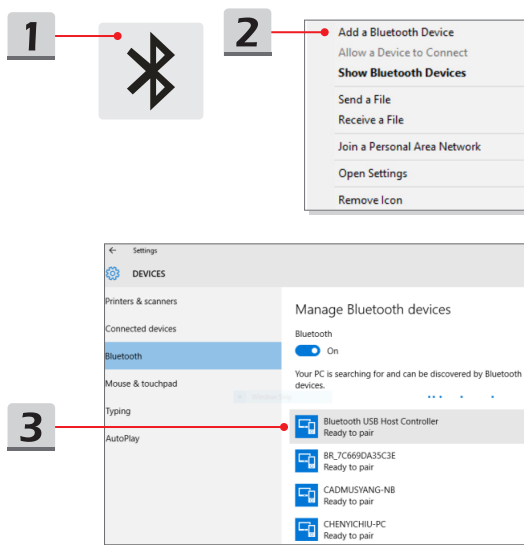 1
2
Add a Bluetooth Device
Allow a Device to Connect
Show Bluetooth Devices
Send a File
Receive a File
Join a Personal Area Network
Open Settings
Remove Icon
← Settings
DEVICES
Printers & scanners
Connected devices
Bluetooth
Mouse & touchpad
Typing
AutoPlay
Manage Bluetooth devices
Bluetooth
On
Your PC is searching for and can be discovered by Bluetooth
devices.
3
Bluetooth USB Host Controller
Ready to pair
BR_7C669DA35C3E
Ready to pair
CADMUSYANG-NB
Ready to pair
CHENYICHIU-PC
Ready to pair